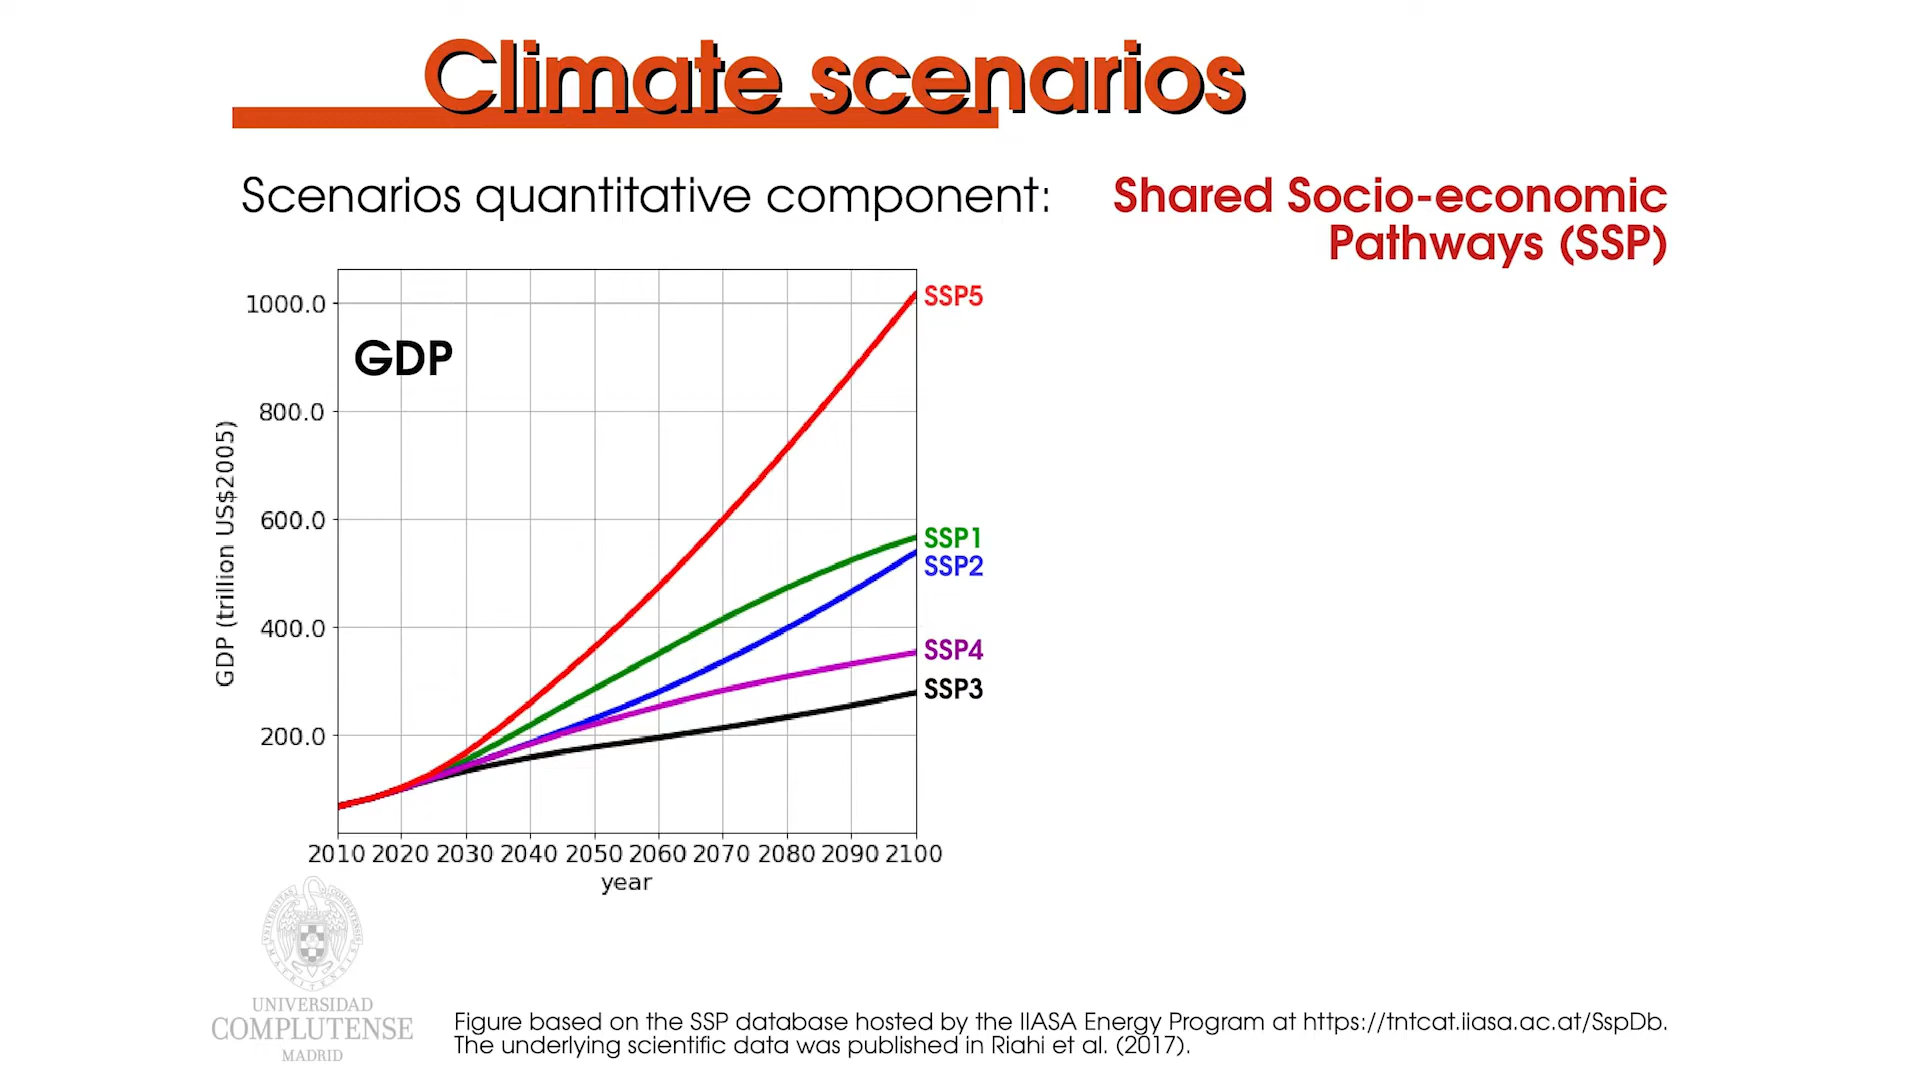 Climate scenarios
Scenarios quantitative component:
Shared Socio-economic
Pathways (SSP)
GDP
GDP (trillion US$2005)
1000.0
800.0
600.0
400.0
200.0
SSP5
SSP1
SSP2
SSP4
SSP3
2010 2020 2030 2040 2050 2060 2070 2080 2090 2100
year
UNIVERSIDAD
COMPLUTENSE
MADRID
Figure based on the SSP database hosted by the IIASA Energy Program at https://tntcat.iiasa.ac.at/SspDb.
The underlying scientific data was published in Riahi et al. (2017).